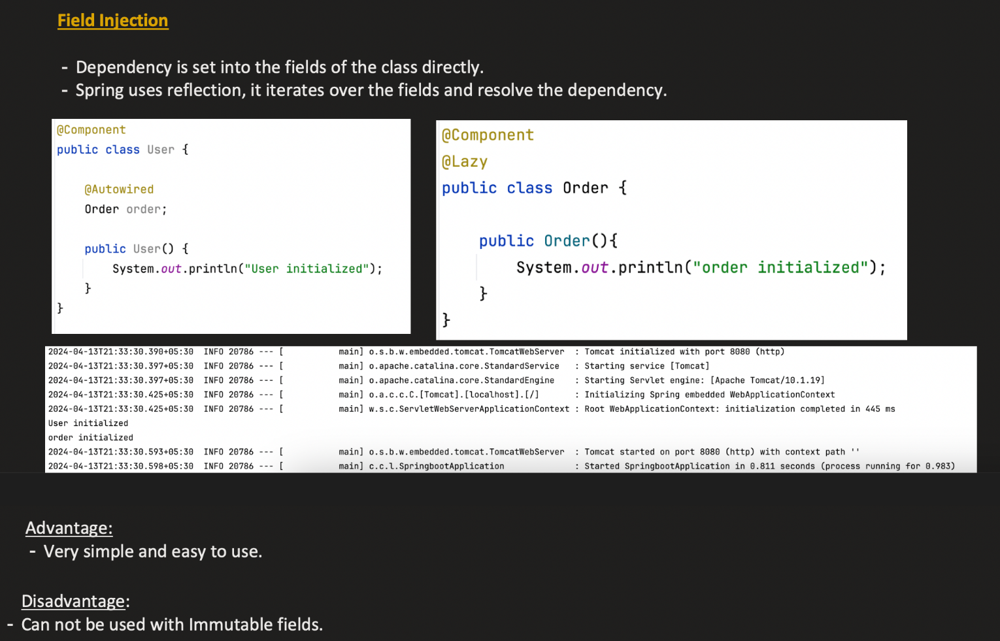 Field Injection
- Dependency is set into the fields of the class directly.
- Spring uses reflection, it iterates over the fields and resolve the dependency.
@Component
public class User {
@Autowired
Order order;
public User() {
System.out.println("User initialized");
}
}
@Component
@Lazy
public class Order {
public Order(){
System.out.println("order initialized");
}
}
2024-04-13T21:33:30.390+05:30  INFO 20786 --- [           main] o.s.b.w.embedded.tomcat.TomcatWebServer  : Tomcat initialized with port 8080 (http)
2024-04-13T21:33:30.397+05:30  INFO 20786 --- [           main] o.apache.catalina.core.StandardService   : Starting service [Tomcat]
2024-04-13T21:33:30.397+05:30  INFO 20786 --- [           main] o.apache.catalina.core.StandardEngine    : Starting Servlet engine: [Apache Tomcat/10.1.19]
2024-04-13T21:33:30.425+05:30  INFO 20786 --- [           main] o.a.c.c.C.[Tomcat].[localhost].[/]       : Initializing Spring embedded WebApplicationContext
2024-04-13T21:33:30.425+05:30  INFO 20786 --- [           main] w.s.c.ServletWebServerApplicationContext : Root WebApplicationContext: initialization completed in 445 ms
User initialized
order initialized
2024-04-13T21:33:30.593+05:30  INFO 20786 --- [           main] o.s.b.w.embedded.tomcat.TomcatWebServer  : Tomcat started on port 8080 (http) with context path ''
2024-04-13T21:33:30.598+05:30  INFO 20786 --- [           main] c.c.l.SpringbootApplication              : Started SpringbootApplication in 0.811 seconds (process running for 0.983)
Advantage:
- Very simple and easy to use.
Disadvantage:
- Can not be used with Immutable fields.